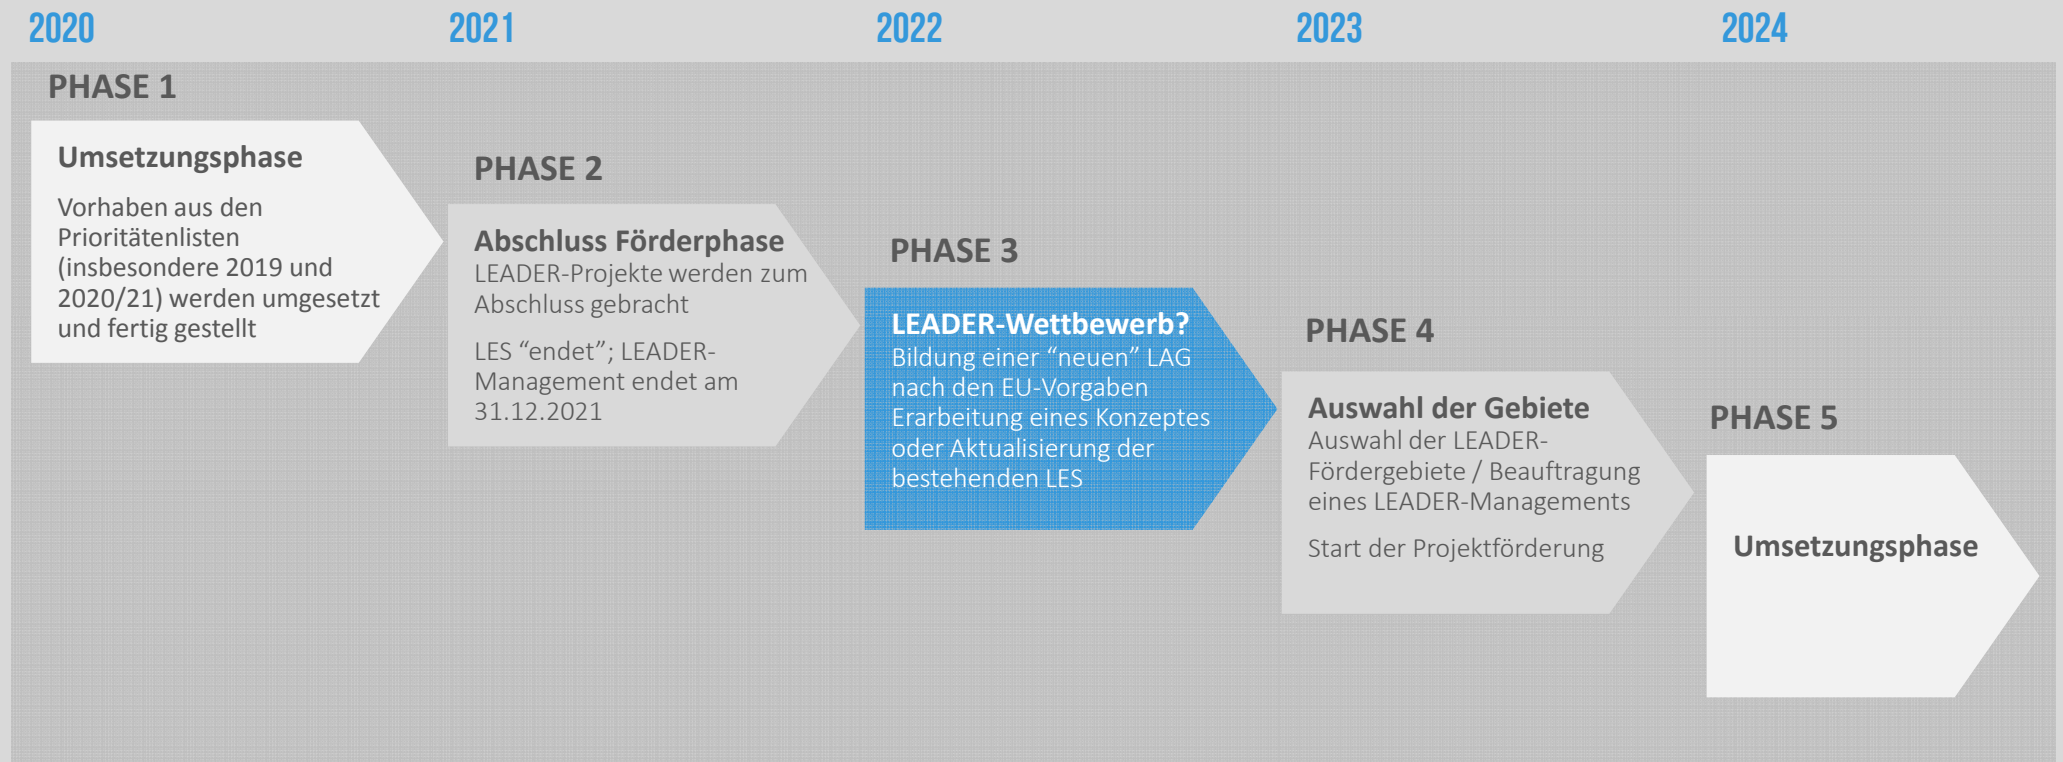 2020
2021
2022
2023
2024
PHASE 1
Umsetzungsphase
Vorhaben aus den
Prioritätenlisten
(insbesondere 2019 und
2020/21) werden umgesetzt
und fertig gestellt
PHASE 2
Abschluss Förderphase
LEADER-Projekte werden zum
Abschluss gebracht
LES “endet”; LEADER-
Management endet am
31.12.2021
PHASE 3
LEADER-Wettbewerb?
Bildung einer “neuen” LAG
nach den EU-Vorgaben
Erarbeitung eines Konzeptes
oder Aktualisierung der
bestehenden LES
PHASE 4
Auswahl der Gebiete
Auswahl der LEADER-
Fördergebiete / Beauftragung
eines LEADER-Managements
Start der Projektförderung
PHASE 5
Umsetzungsphase